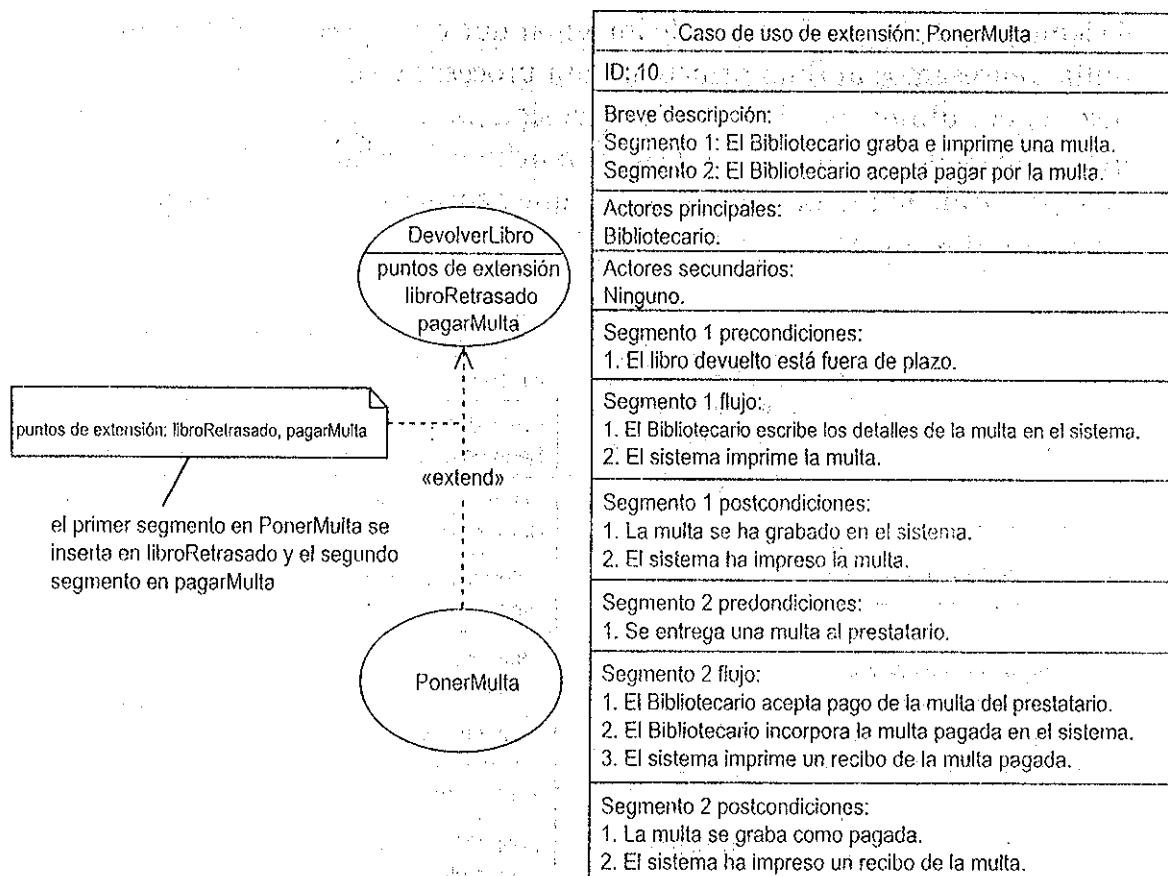 DevolverLibro
puntos de extensión
libroRetrasado
pagarMulta
puntos de extensión: libroRetrasado, pagarMulta
«extend»
el primer segmento en PonerMulta se
inserta en libroRetrasado y el segundo
segmento en pagarMulta
PonerMulta
Caso de uso de extensión: PonerMulta
ID: 10
Breve descripción:
Segmento 1: El Bibliotecario graba e imprime una multa.
Segmento 2: El Bibliotecario acepta pagar por la multa.
Actores principales:
Bibliotecario.
Actores secundarios:
Ninguno.
Segmento 1 precondiciones:
1. El libro devuelto está fuera de plazo.
Segmento 1 flujo:
1. El Bibliotecario escribe los detalles de la multa en el sistema.
2. El sistema imprime la multa.
Segmento 1 postcondiciones:
1. La multa se ha grabado en el sistema.
2. El sistema ha impreso la multa.
Segmento 2 predondiciones:
1. Se entrega una multa al prestatario.
Segmento 2 flujo:
1. El Bibliotecario acepta pago de la multa del prestatario.
2. El Bibliotecario incorpora la multa pagada en el sistema.
3. El sistema imprime un recibo de la multa pagada.
Segmento 2 postcondiciones:
1. La multa se graba como pagada.
2. El sistema ha impreso un recibo de la multa.